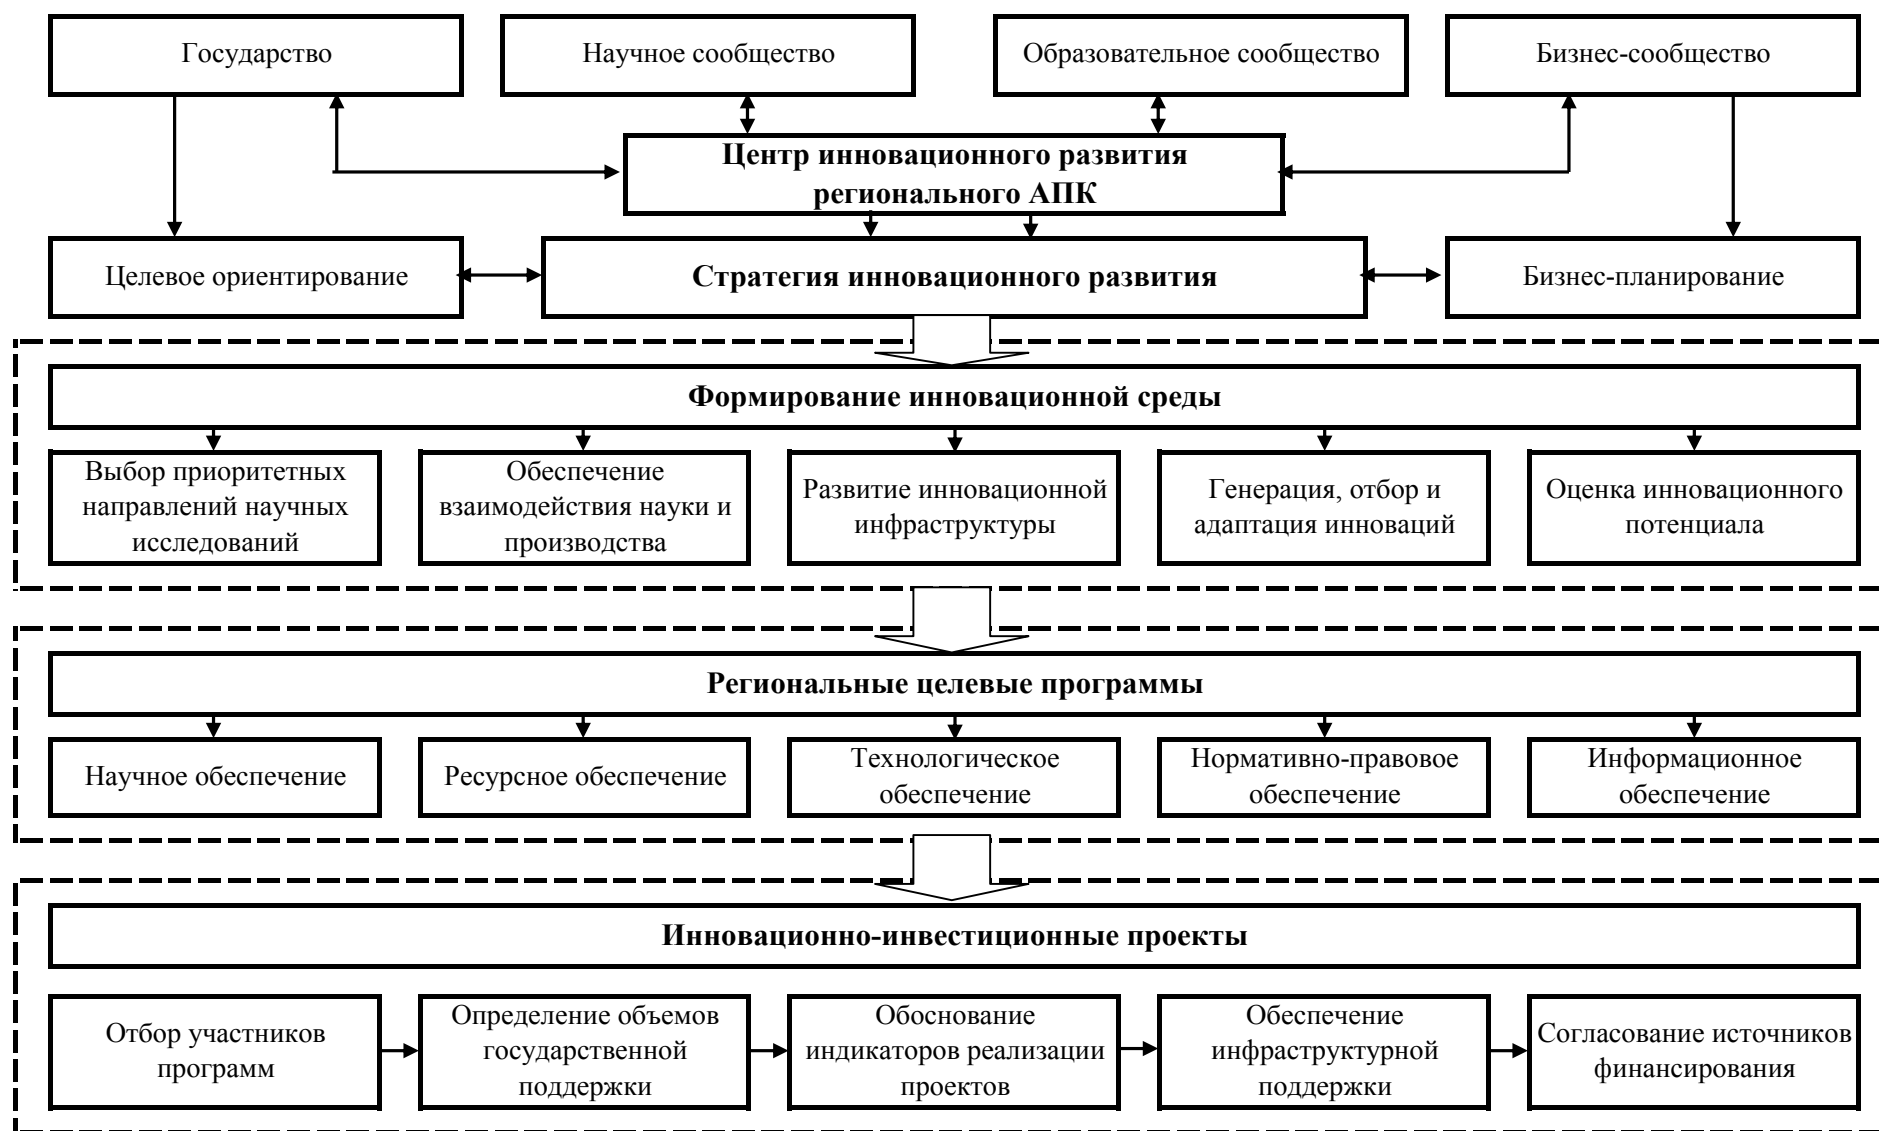 Государство
Научное сообщество
Образовательное сообщество
Бизнес-сообщество
Центр инновационного развития
регионального АПК
Целевое ориентирование
Стратегия инновационного развития
Бизнес-планирование
Формирование инновационной среды
Выбор приоритетных
направлений научных
исследований
Обеспечение
взаимодействия науки и
производства
Развитие инновационной
инфраструктуры
Генерация, отбор и
адаптация инноваций
Оценка инновационного
потенциала
Региональные целевые программы
Научное обеспечение
Ресурсное обеспечение
Технологическое
обеспечение
Нормативно-правовое
обеспечение
Информационное
обеспечение
Инновационно-инвестиционные проекты
Отбор участников
программ
Определение объемов
государственной
поддержки
Обоснование
индикаторов реализации
проектов
Обеспечение
инфраструктурной
поддержки
Согласование источников
финансирования